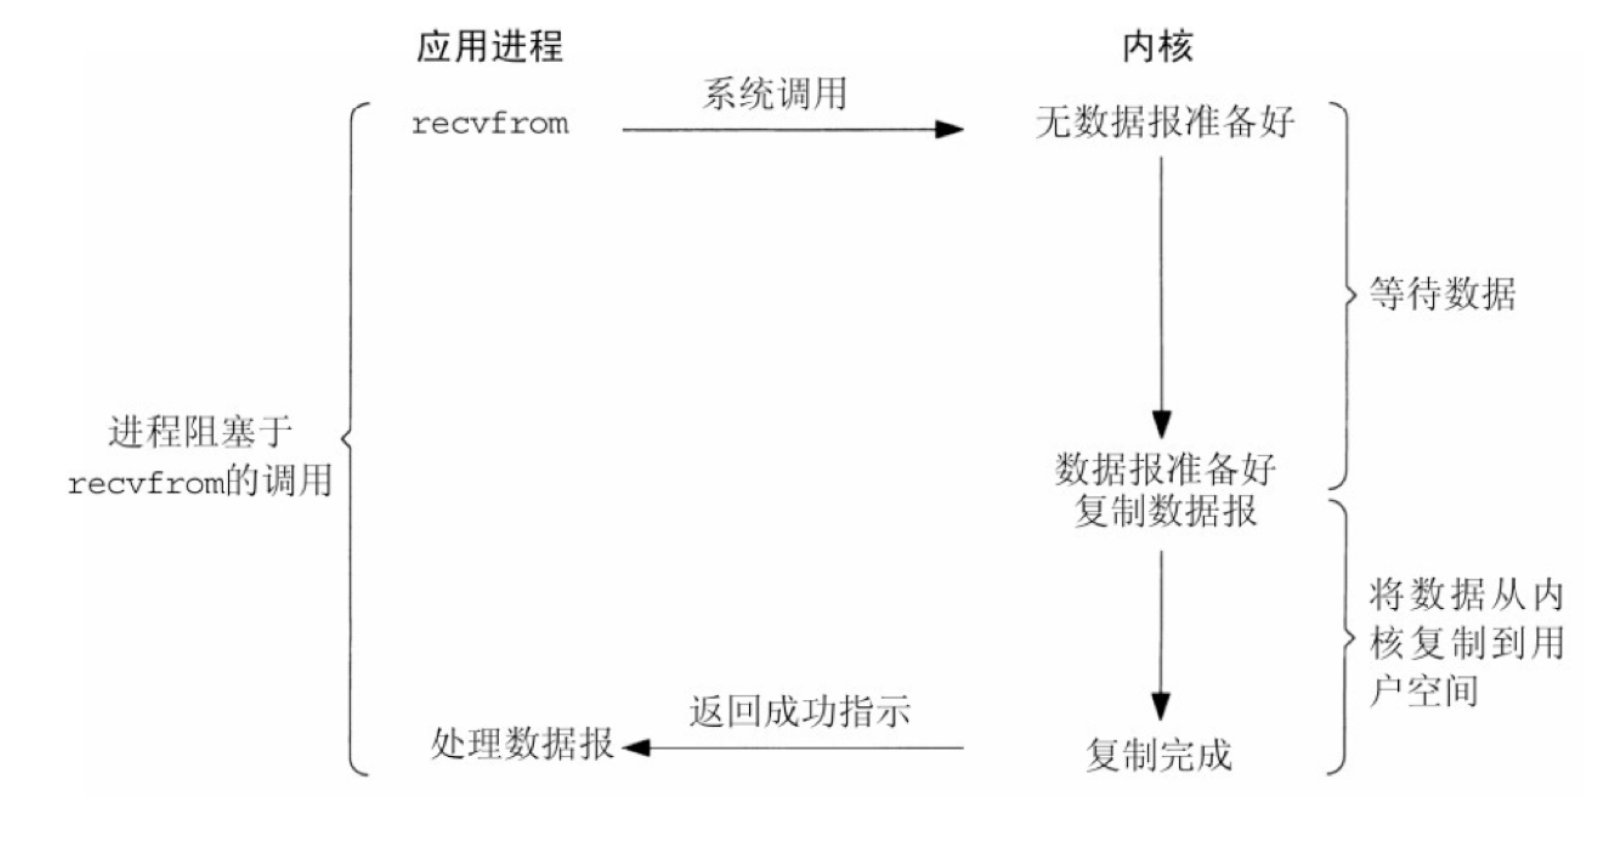 应用进程
内核
系统调用
recvfrom
无数据报准备好
等待数据
进程阻塞于
recvfrom的调用
数据报准备好
复制数据报
将数据从内
核复制到用
户空间
返回成功指示
处理数据报
复制完成